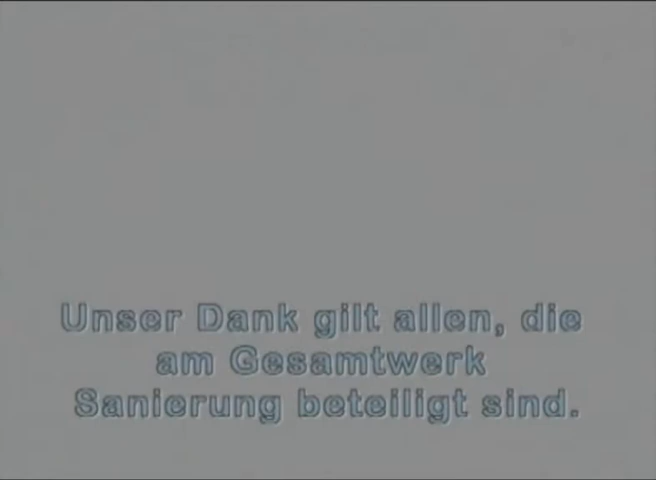 Unser Dank gilt allen, die
am Gesamtwerk
Sanierung beteiligt sind.